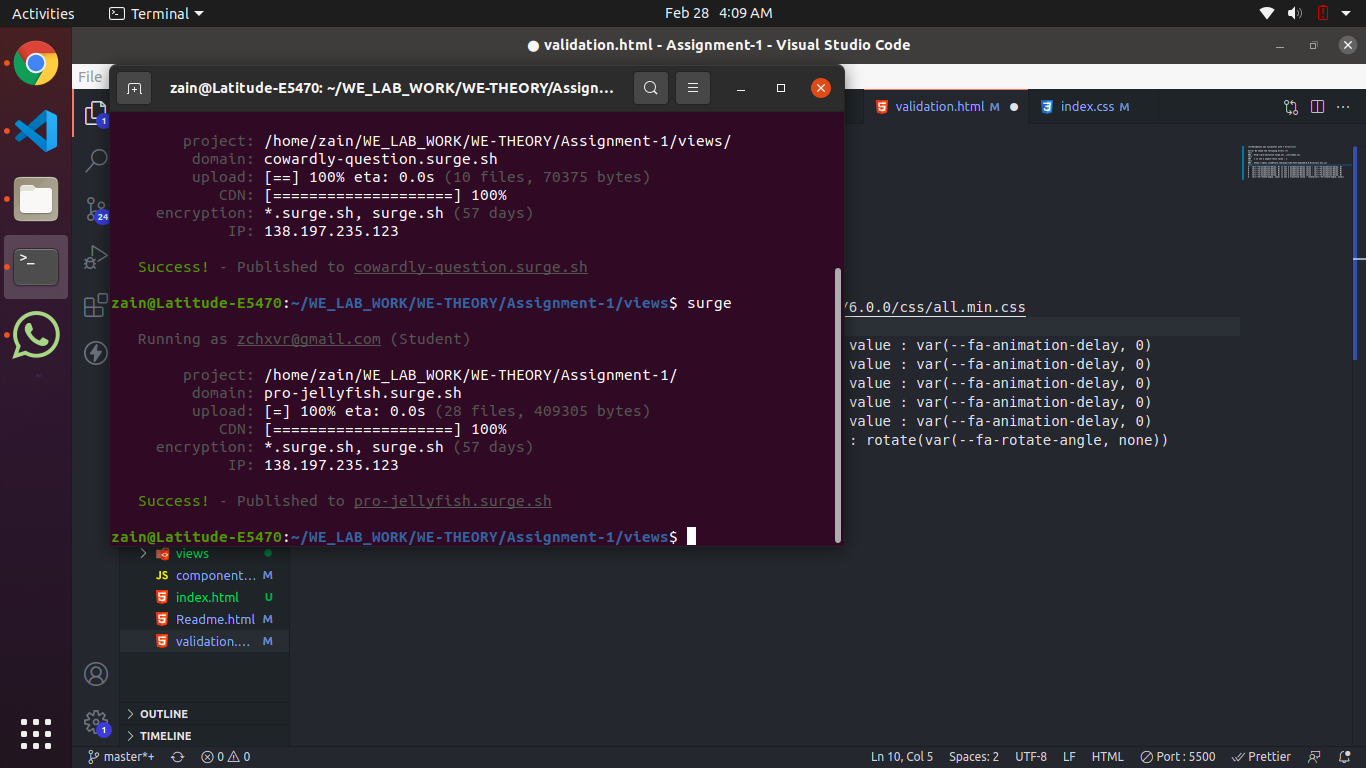 Activities
Terminal
Feb 28 4:09 AM
● validation.html - Assignment-1 - Visual Studio Code
File
zain@Latitude-E5470: ~/WE_LAB_WORK/WE-THEORY/Assign...
validation.html M
index.css M
project: /home/zain/WE_LAB_WORK/WE-THEORY/Assignment-1/views/
domain: cowardly-question.surge.sh
upload: [==] 100% eta: 0.0s (10 files, 70375 bytes)
CDN: [====================] 100%
encryption: *.surge.sh, surge.sh (57 days)
IP: 138.197.235.123
Success! - Published to cowardly-question.surge.sh
zain@Latitude-E5470:~/WE_LAB_WORK/WE-THEORY/Assignment-1/views$ surge
Running as zchxvr@gmail.com (Student)
project: /home/zain/WE_LAB_WORK/WE-THEORY/Assignment-1/
domain: pro-jellyfish.surge.sh
upload: [=] 100% eta: 0.0s (28 files, 409305 bytes)
CDN: [====================] 100%
encryption: *.surge.sh, surge.sh (57 days)
IP: 138.197.235.123
Success! - Published to pro-jellyfish.surge.sh
zain@Latitude-E5470:~/WE_LAB_WORK/WE-THEORY/Assignment-1/views$
/6.0.0/css/all.min.css
value : var(--fa-animation-delay, 0)
value : var(--fa-animation-delay, 0)
value : var(--fa-animation-delay, 0)
value : var(--fa-animation-delay, 0)
value : var(--fa-animation-delay, 0)
: rotate(var(--fa-rotate-angle, none))
1
24
views
JS component... M
index.html U
Readme.html M
validation.... M
OUTLINE
TIMELINE
1
master*+
0 0
Ln 10, Col 5
Spaces: 2
UTF-8
LF
HTML
Port : 5500
Prettier